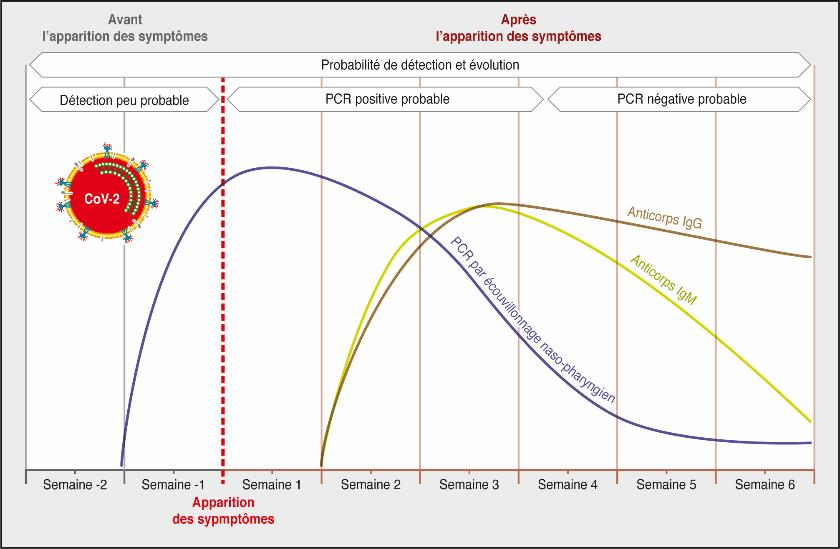 Avant
l'apparition des symptômes
Après
l'apparition des symptômes
Probabilité de détection et évolution
Détection peu probable
PCR positive probable
PCR négative probable
CoV-2
Anticorps IgG
Anticorps IgM
PCR par écouvillonnage naso-pharyngien
Semaine -2
Semaine -1
Semaine 1
Semaine 2
Semaine 3
Semaine 4
Semaine 5
Semaine 6
Apparition
des sypmptômes